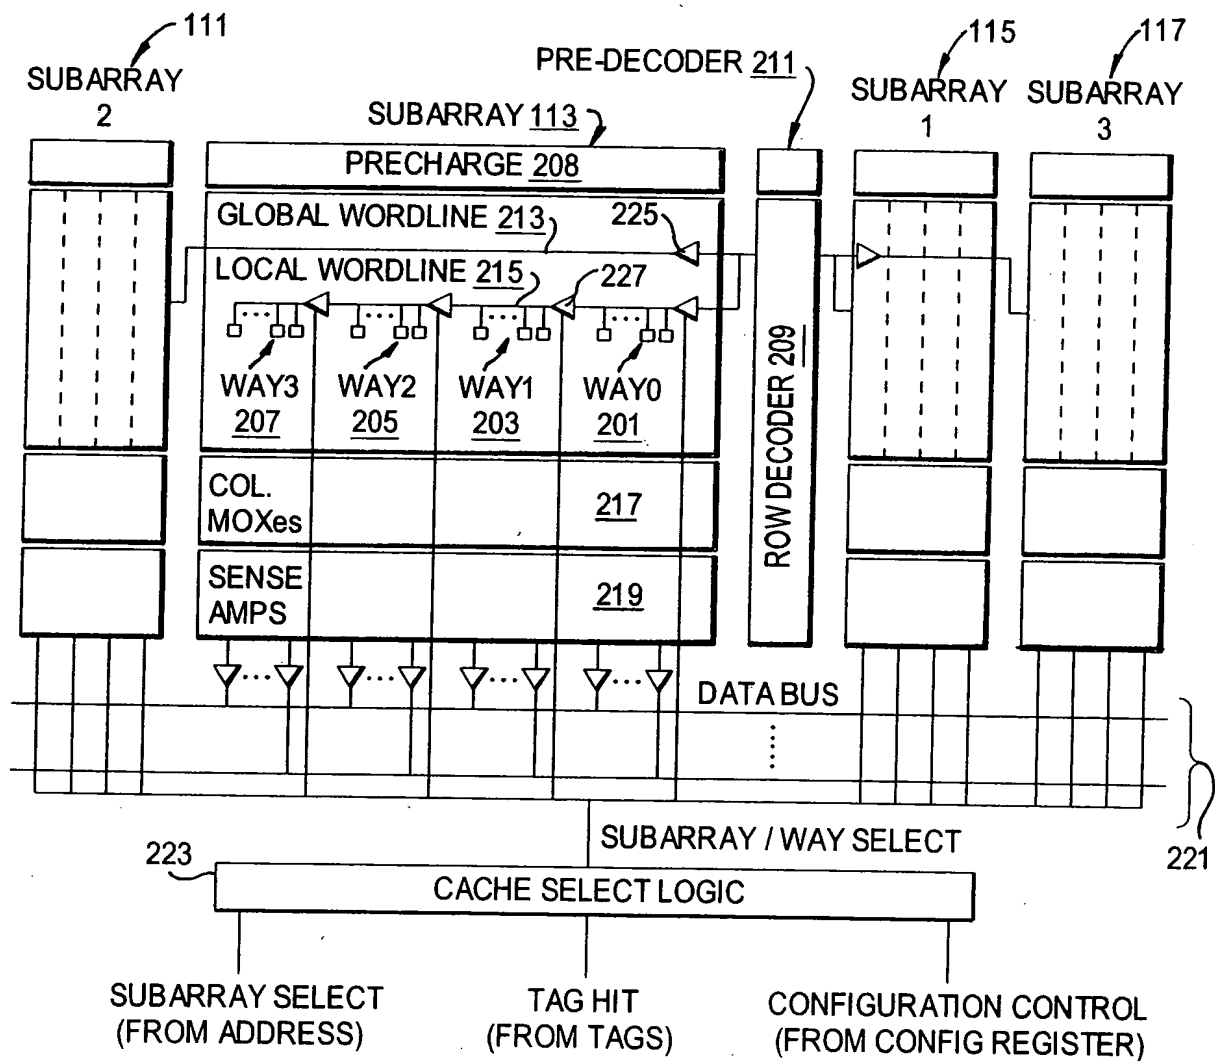 111
SUBARRAY
2
PRE-DECODER 211
115
SUBARRAY
1
117
SUBARRAY
3
SUBARRAY 113
PRECHARGE 208
GLOBAL WORDLINE 213
225
LOCAL WORDLINE 215
227
WAY3
207
WAY2
205
WAY1
203
WAY0
201
ROW DECODER 209
COL.
MOXes
217
SENSE
AMPS
219
DATA BUS
221
SUBARRAY / WAY SELECT
223
CACHE SELECT LOGIC
SUBARRAY SELECT
(FROM ADDRESS)
TAG HIT
(FROM TAGS)
CONFIGURATION CONTROL
(FROM CONFIG REGISTER)